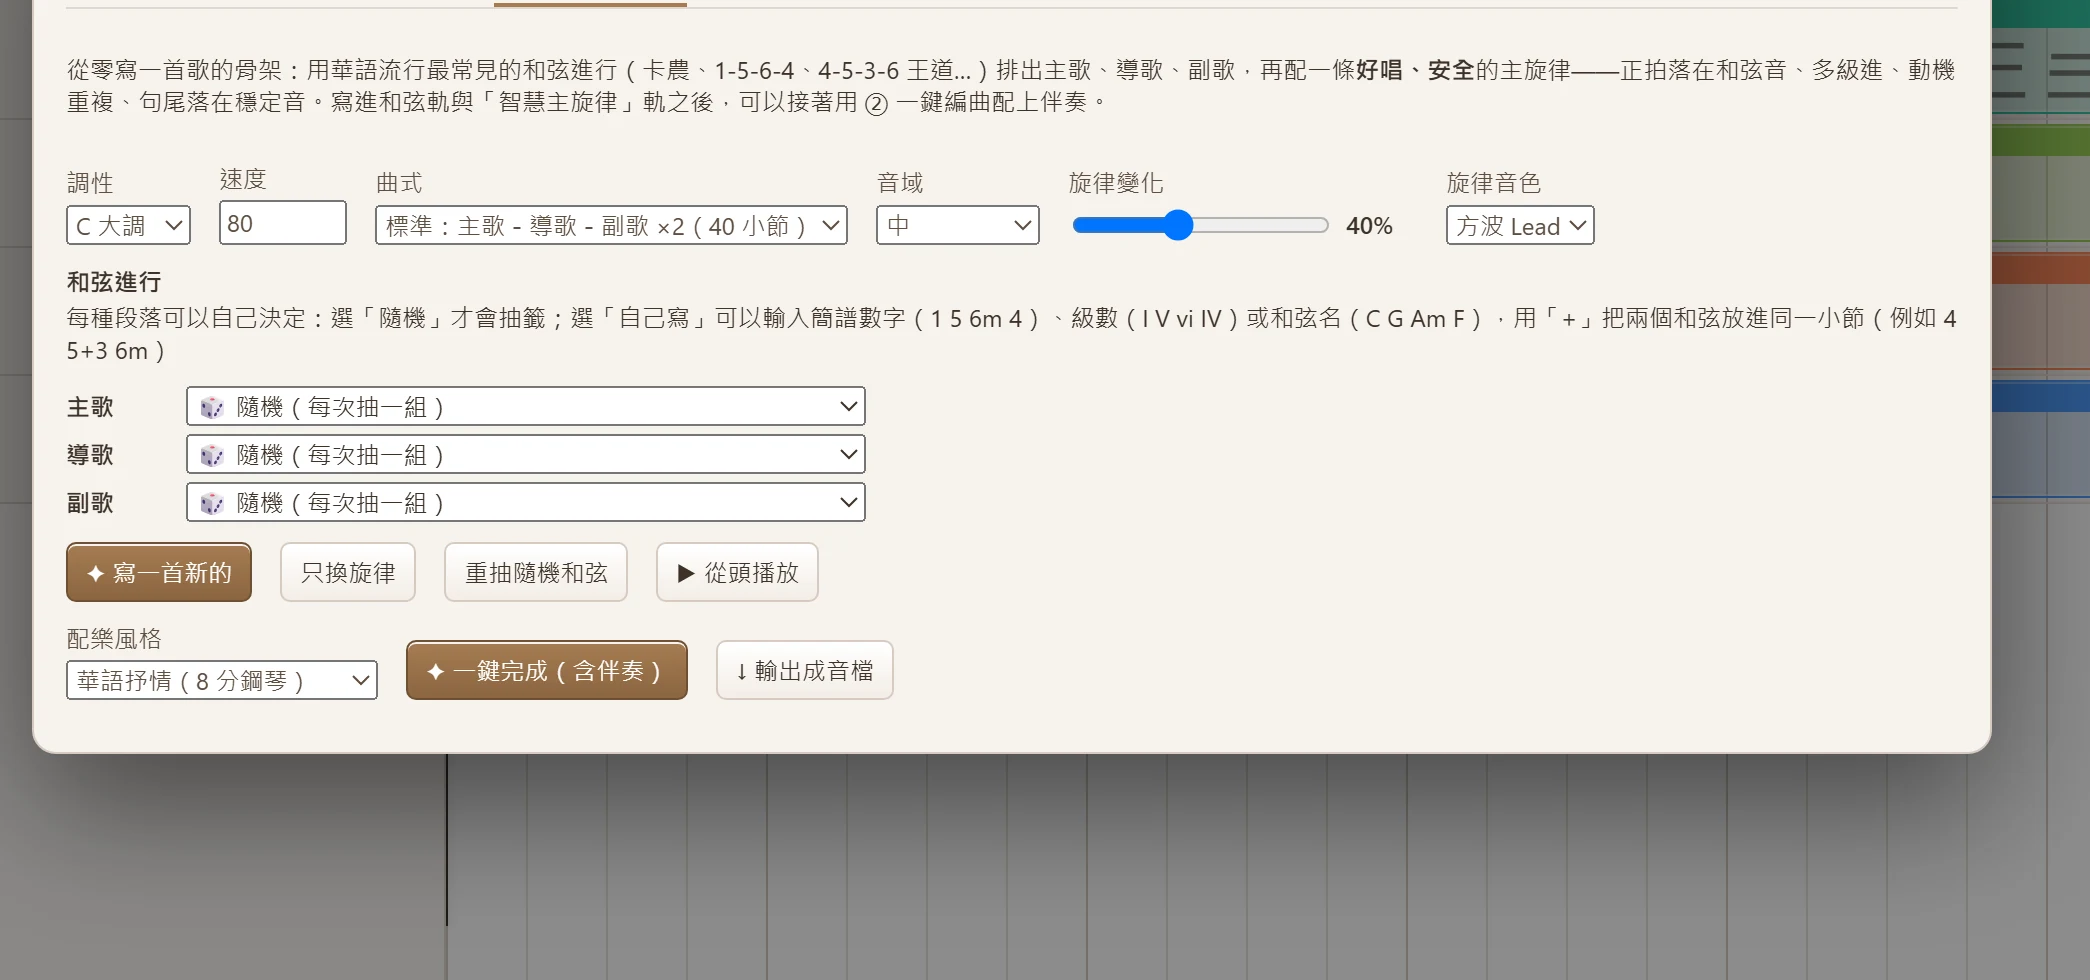 從零寫一首歌的骨架：用華語流行最常見的和弦進行（卡農、1-5-6-4、4-5-3-6 王道…）排出主歌、導歌、副歌，再配一條好唱、安全的主旋律——正拍落在和弦音、多級進、動機
重複、句尾落在穩定音。寫進和弦軌與「智慧主旋律」軌之後，可以接著用 ② 一鍵編曲配上伴奏。
調性 速度 曲式 音域 旋律變化 旋律音色
C 大調 80 標準：主歌 - 導歌 - 副歌 ×2（40 小節） 中 40% 方波 Lead
和弦進行
每種段落可以自己決定：選「隨機」才會抽籤；選「自己寫」可以輸入簡譜數字（1 5 6m 4）、級數（I V vi IV）或和弦名（C G Am F），用「+」把兩個和弦放進同一小節（例如 4
5+3 6m）
主歌 🎲 隨機（每次抽一組）
導歌 🎲 隨機（每次抽一組）
副歌 🎲 隨機（每次抽一組）
✦ 寫一首新的 只換旋律 重抽隨機和弦 ▶ 從頭播放
配樂風格
華語抒情（8 分鋼琴） ✦ 一鍵完成（含伴奏） ↓ 輸出成音檔